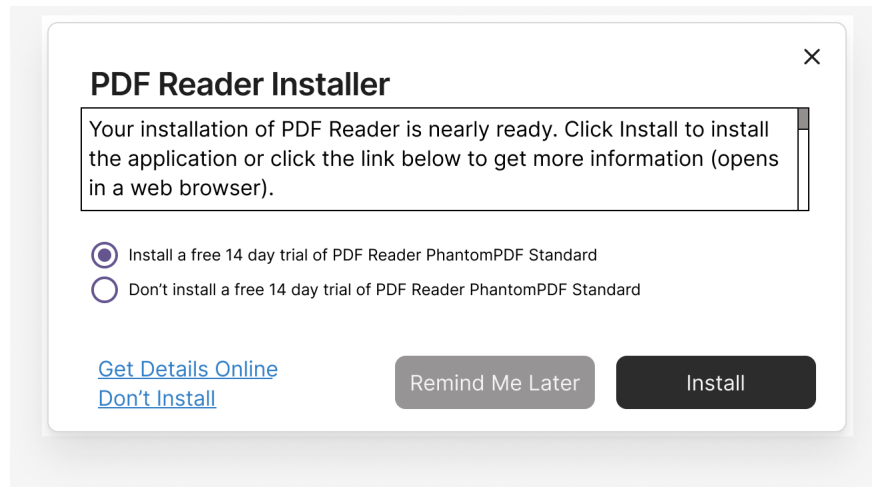 PDF Reader Installer
Your installation of PDF Reader is nearly ready. Click Install to install
the application or click the link below to get more information (opens
in a web browser).
Install a free 14 day trial of PDF Reader PhantomPDF Standard
Don’t install a free 14 day trial of PDF Reader PhantomPDF Standard
Get Details Online
Don’t Install
Remind Me Later
Install